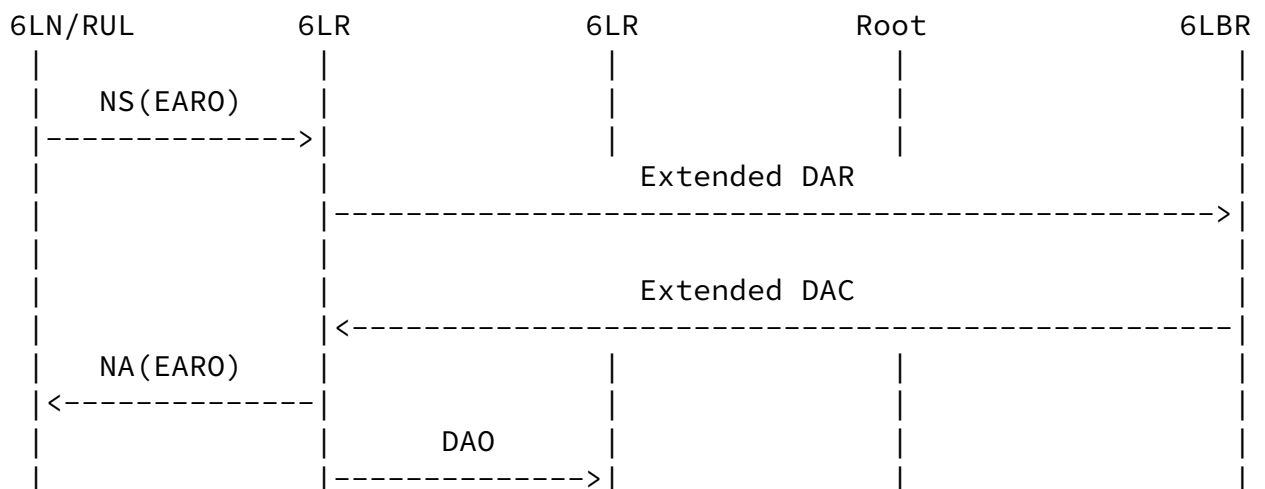 6LN/RUL 6LR 6LR Root 6LBR
NS(EARO)
Extended DAR
Extended DAC
NA(EARO)
DAO